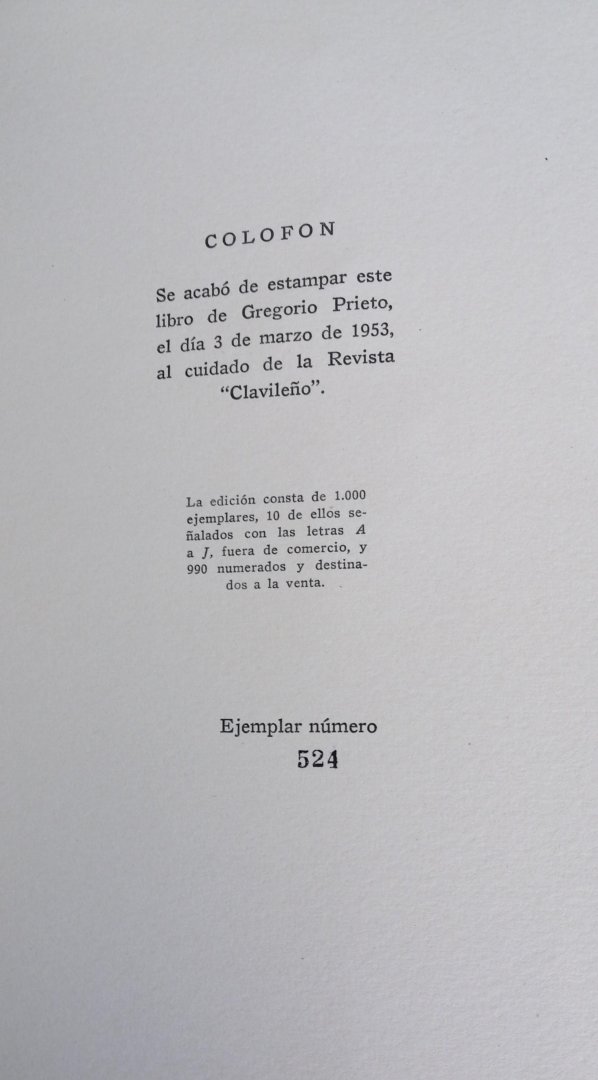 COLOFON
Se acabó de estampar este
libro de Gregorio Prieto,
el día 3 de marzo de 1953,
al cuidado de la Revista
“Clavileño”.
La edición consta de 1.000
ejemplares, 10 de ellos se-
ñalados con las letras A
a J, fuera de comercio, y
990 numerados y destina-
dos a la venta.
Ejemplar número
524